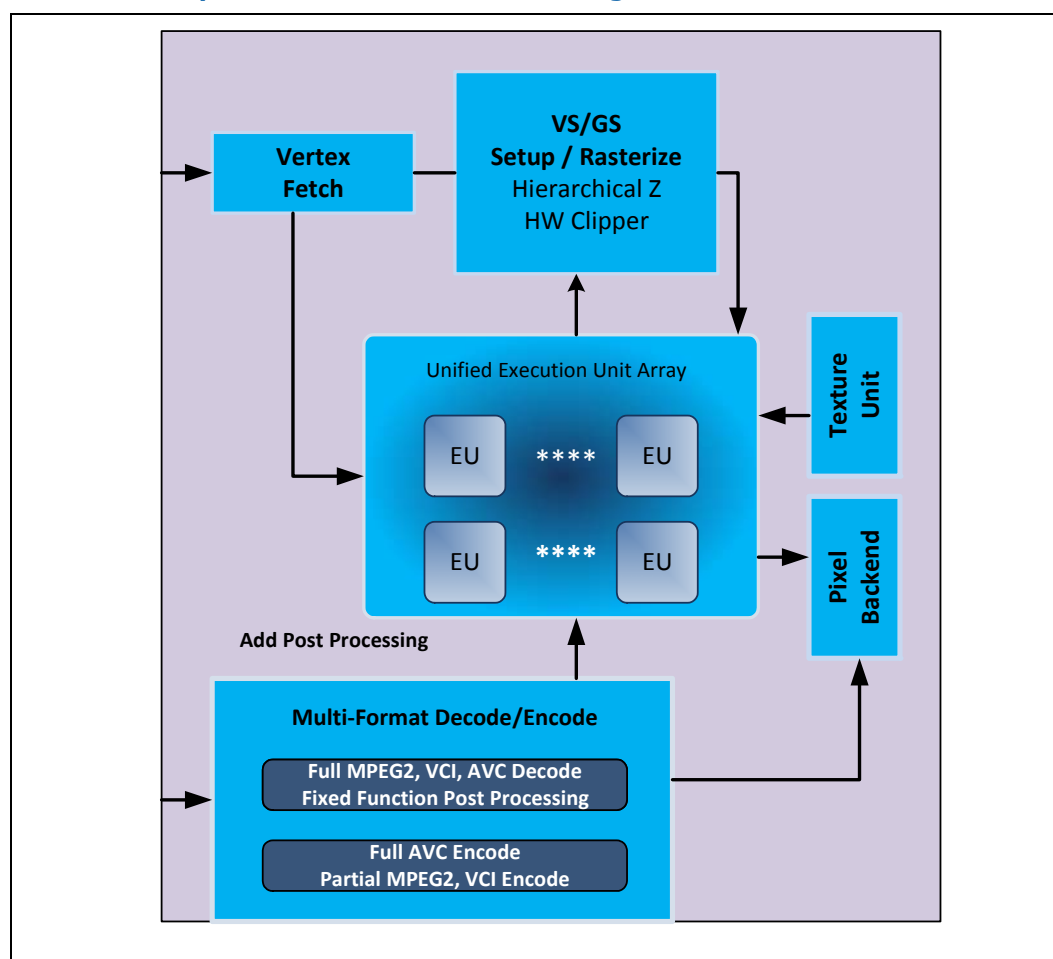 VS/GS
Setup / Rasterize
Hierarchical Z
HW Clipper
Vertex
Fetch
Unified Execution Unit Array
EU
****
EU
EU
****
EU
Texture
Unit
Pixel
Backend
Add Post Processing
Multi-Format Decode/Encode
Full MPEG2, VCI, AVC Decode
Fixed Function Post Processing
Full AVC Encode
Partial MPEG2, VCI Encode